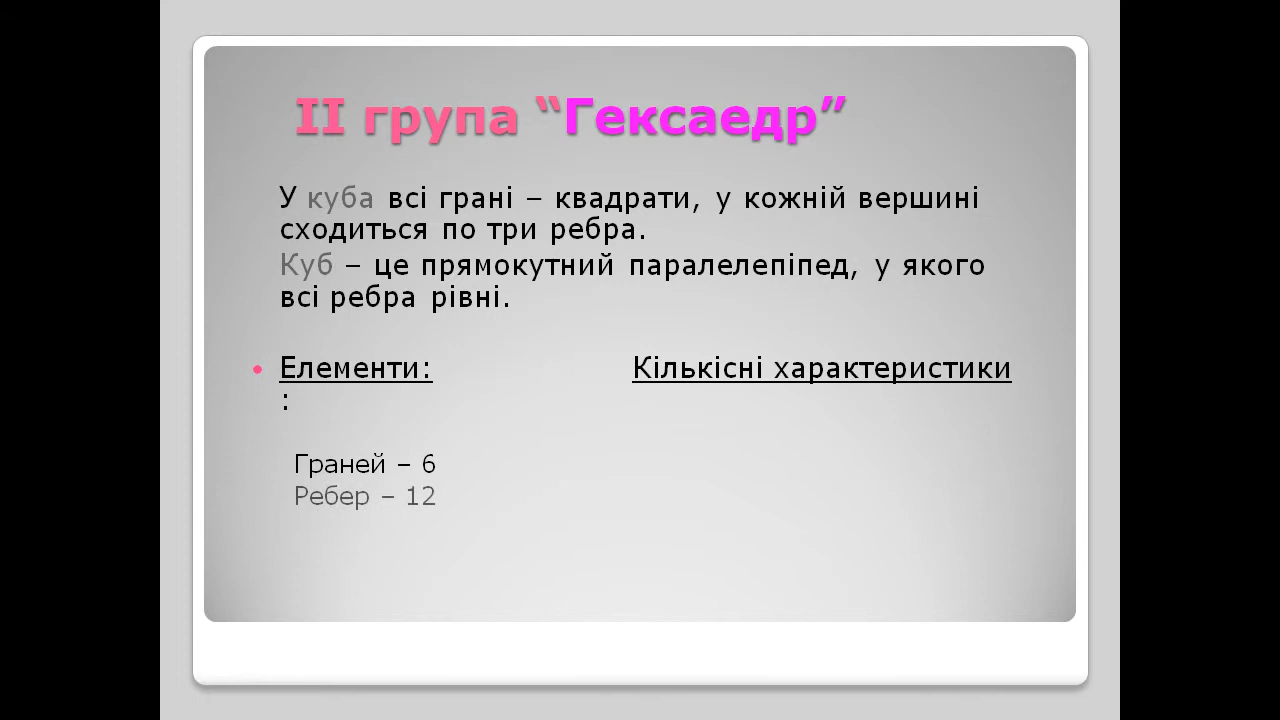 ІІ група “Гексаедр”
У куба всі грані – квадрати, у кожній вершині
сходиться по три ребра.
Куб – це прямокутний паралелепіпед, у якого
всі ребра рівні.
• Елементи: Кількісні характеристики
:
Граней – 6
Ребер – 12